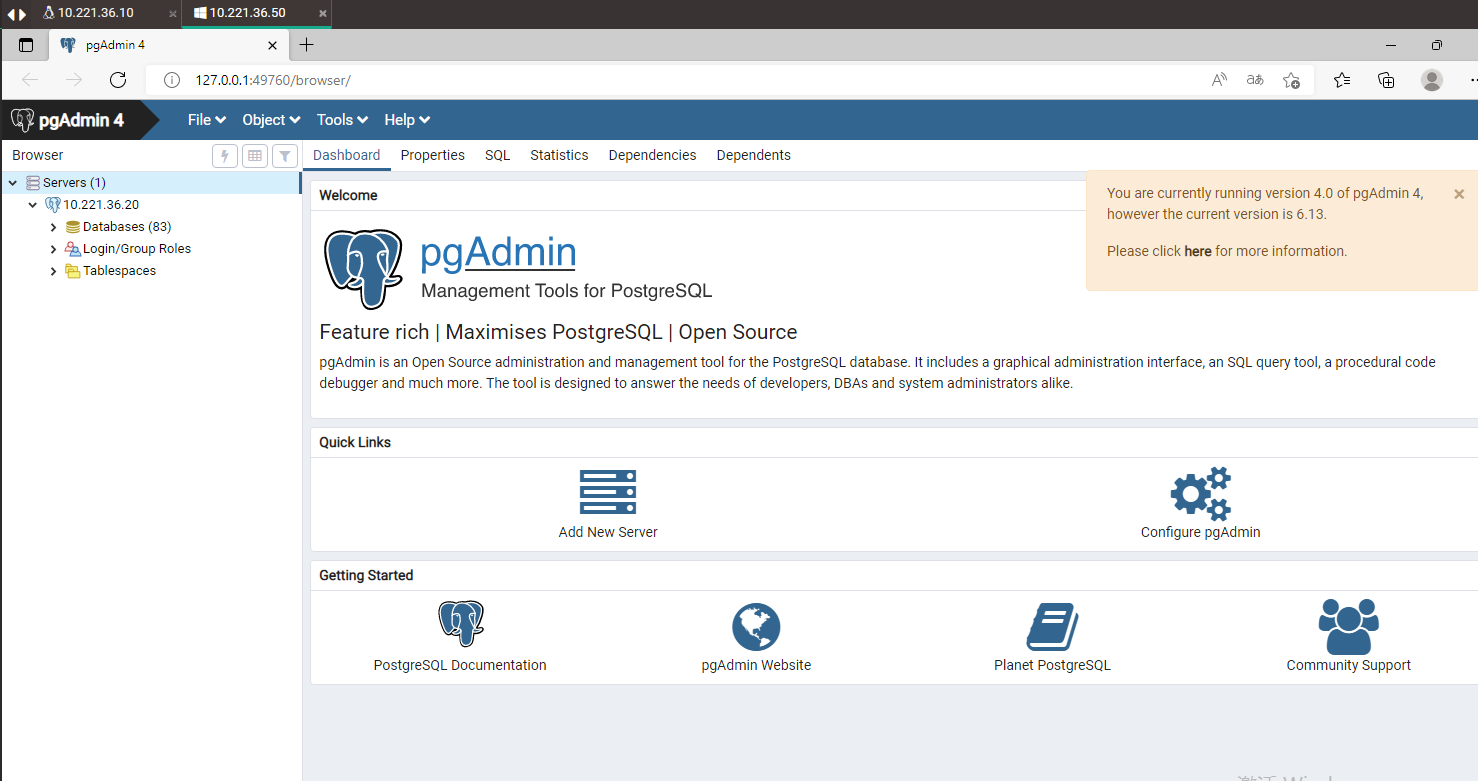 10.221.36.10
10.221.36.50
pgAdmin 4
127.0.0.1:49760/browser/
pgAdmin 4
File Object Tools Help
Browser
Dashboard Properties SQL Statistics Dependencies Dependents
Servers (1)
10.221.36.20
Databases (83)
Login/Group Roles
Tablespaces
Welcome
You are currently running version 4.0 of pgAdmin 4,
however the current version is 6.13.
Please click here for more information.
pgAdmin
Management Tools for PostgreSQL
Feature rich | Maximises PostgreSQL | Open Source
pgAdmin is an Open Source administration and management tool for the PostgreSQL database. It includes a graphical administration interface, an SQL query tool, a procedural code
debugger and much more. The tool is designed to answer the needs of developers, DBAs and system administrators alike.
Quick Links
Add New Server
Configure pgAdmin
Getting Started
PostgreSQL Documentation
pgAdmin Website
Planet PostgreSQL
Community Support